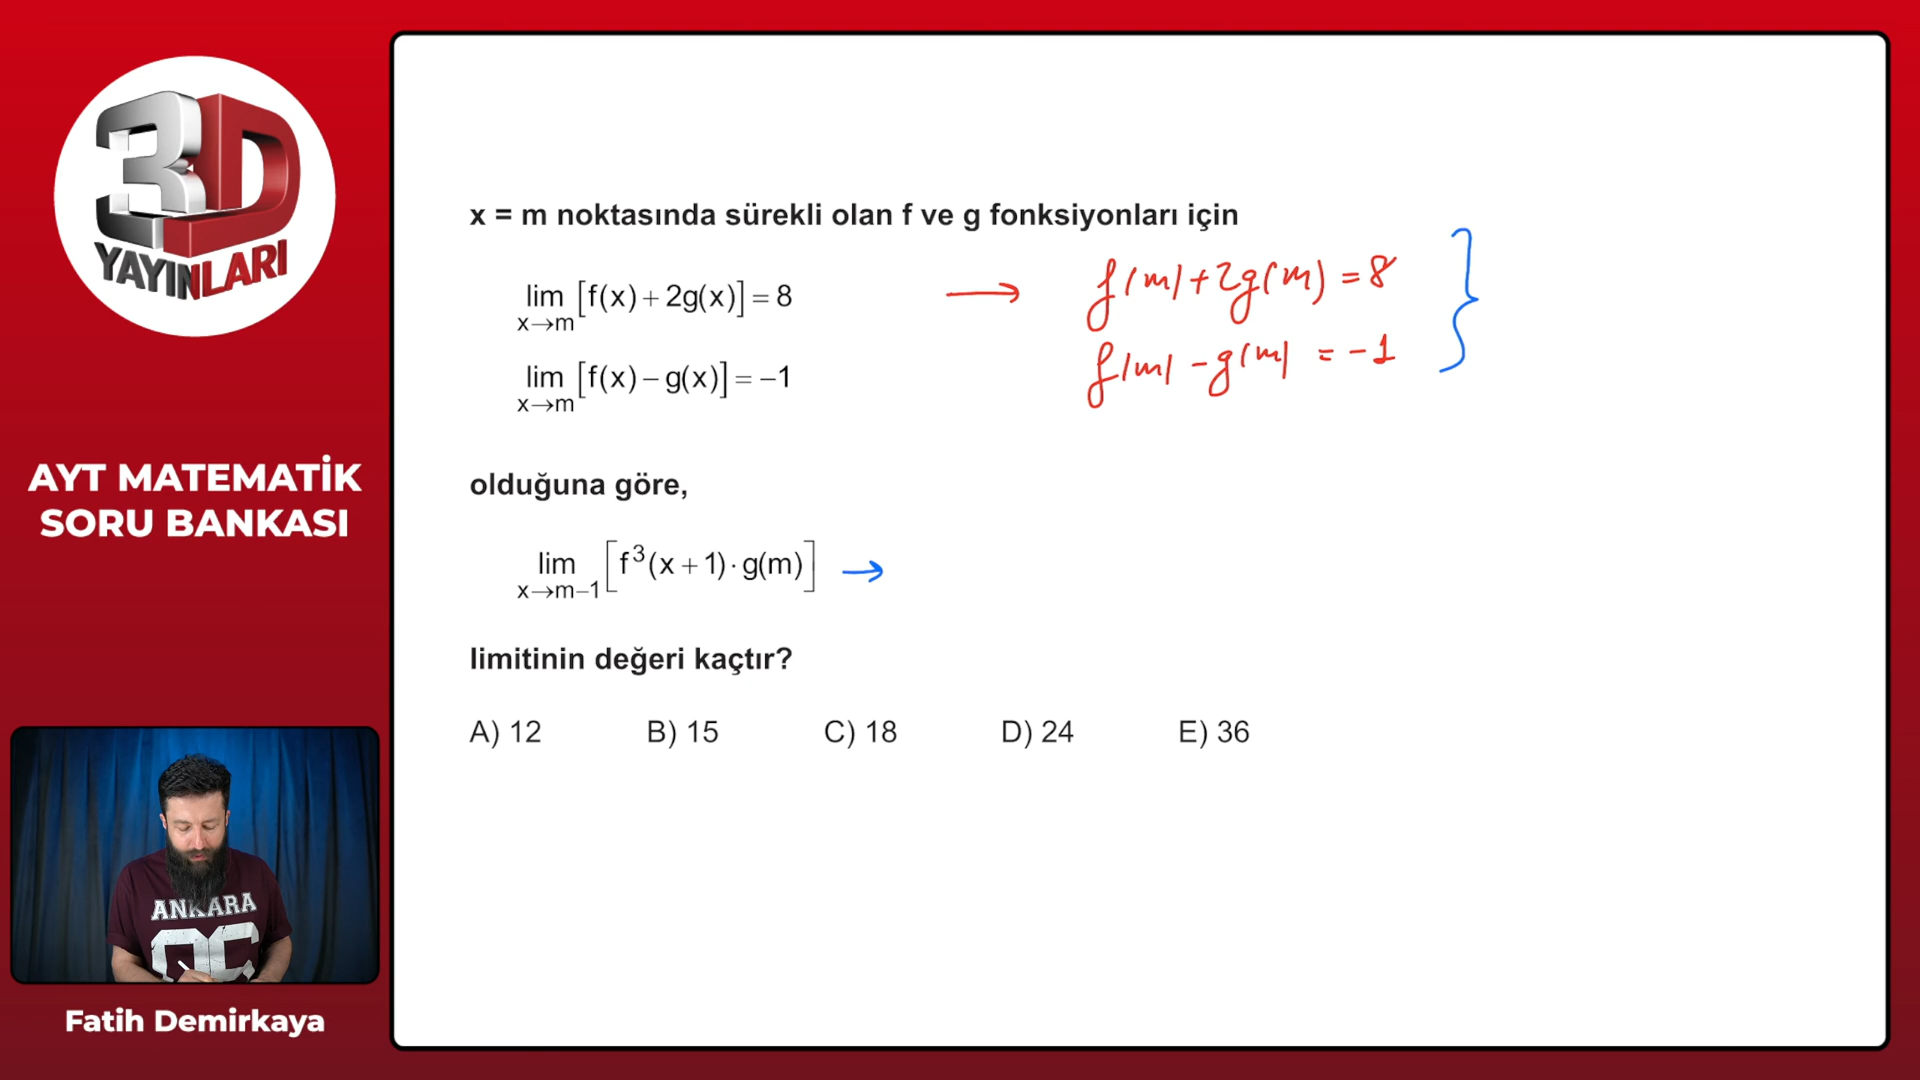 3D
YAYINLARI
AYT MATEMATİK
SORU BANKASI
x = m noktasında sürekli olan f ve g fonksiyonları için
lim [f(x) + 2g(x)] = 8
x→m
→ f(m) + 2g(m) = 8
lim [f(x) – g(x)] = –1
x→m
f(m) - g(m) = -1
olduğuna göre,
lim [f³(x + 1) · g(m)] →
x→m–1
limitinin değeri kaçtır?
A) 12 B) 15 C) 18 D) 24 E) 36
ANKARA
Fatih Demirkaya